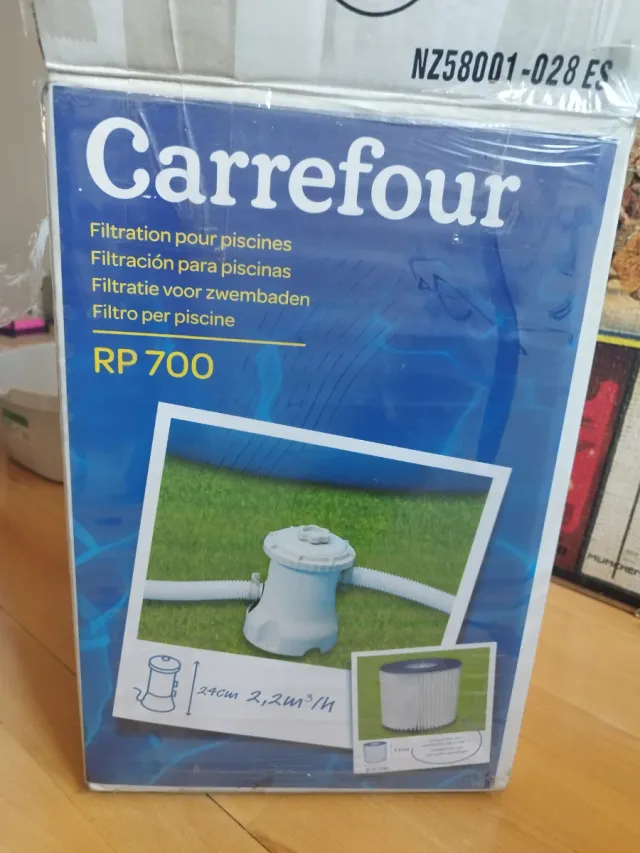 NZ58001-028 ES
Carrefour
Filtration pour piscines
Filtración para piscinas
Filtratie voor zwembaden
Filtro per piscine
RP 700
24cm 2,2m³/h